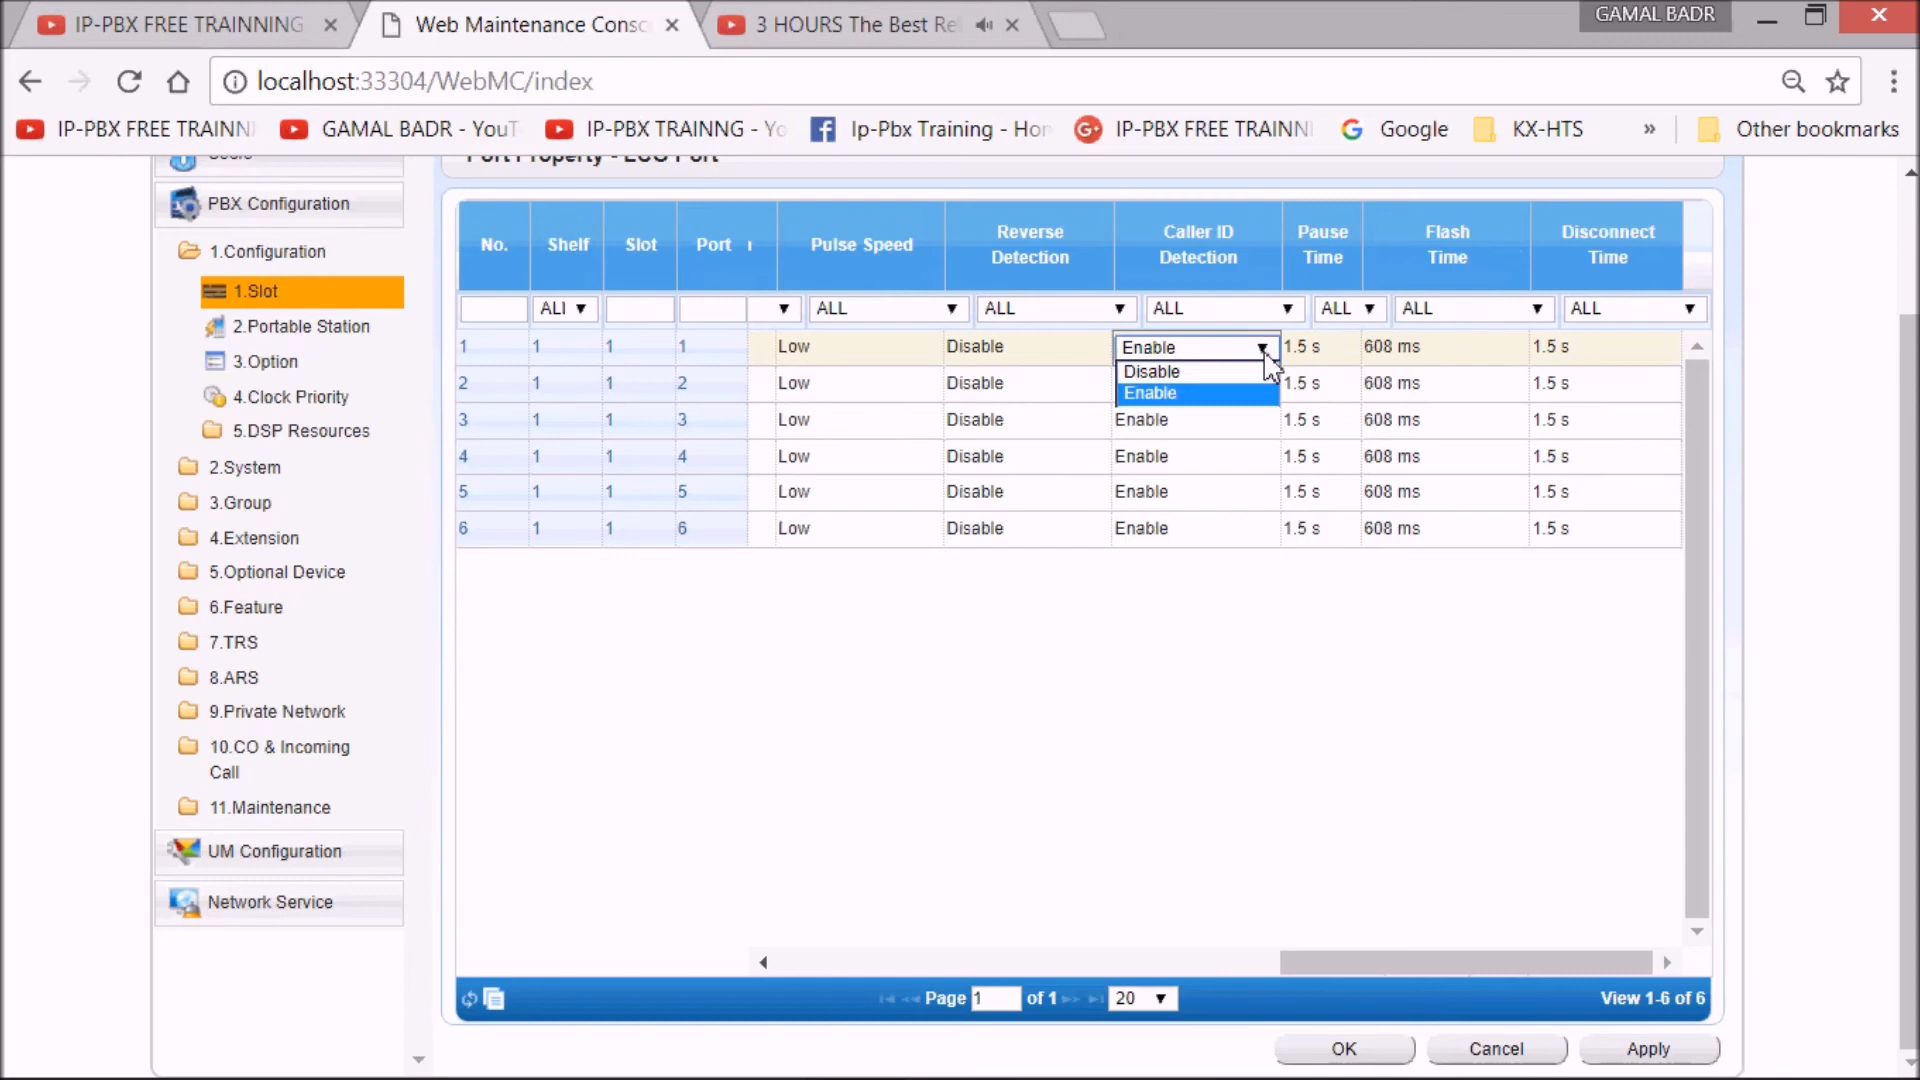 IP-PBX FREE TRAINNING
Web Maintenance Conso
3 HOURS The Best Re
GAMAL BADR
localhost:33304/WebMC/index
IP-PBX FREE TRAINNI
GAMAL BADR - YouT
IP-PBX TRAINNG - Yo
Ip-Pbx Training - Hom
IP-PBX FREE TRAINNI
Google
KX-HTS
»
Other bookmarks
PBX Configuration
1.Configuration
1.Slot
2.Portable Station
3.Option
4.Clock Priority
5.DSP Resources
2.System
3.Group
4.Extension
5.Optional Device
6.Feature
7.TRS
8.ARS
9.Private Network
10.CO & Incoming
Call
11.Maintenance
UM Configuration
Network Service
No. Shelf Slot Port Pulse Speed Reverse Detection Caller ID Detection Pause Time Flash Time Disconnect Time
ALL ALL ALL ALL ALL ALL
1 1 1 1 Low Disable Enable 1.5 s 608 ms 1.5 s
Disable
Enable
2 1 1 2 Low Disable 1.5 s 608 ms 1.5 s
3 1 1 3 Low Disable Enable 1.5 s 608 ms 1.5 s
4 1 1 4 Low Disable Enable 1.5 s 608 ms 1.5 s
5 1 1 5 Low Disable Enable 1.5 s 608 ms 1.5 s
6 1 1 6 Low Disable Enable 1.5 s 608 ms 1.5 s
Page 1 of 1 20 View 1-6 of 6
OK Cancel Apply